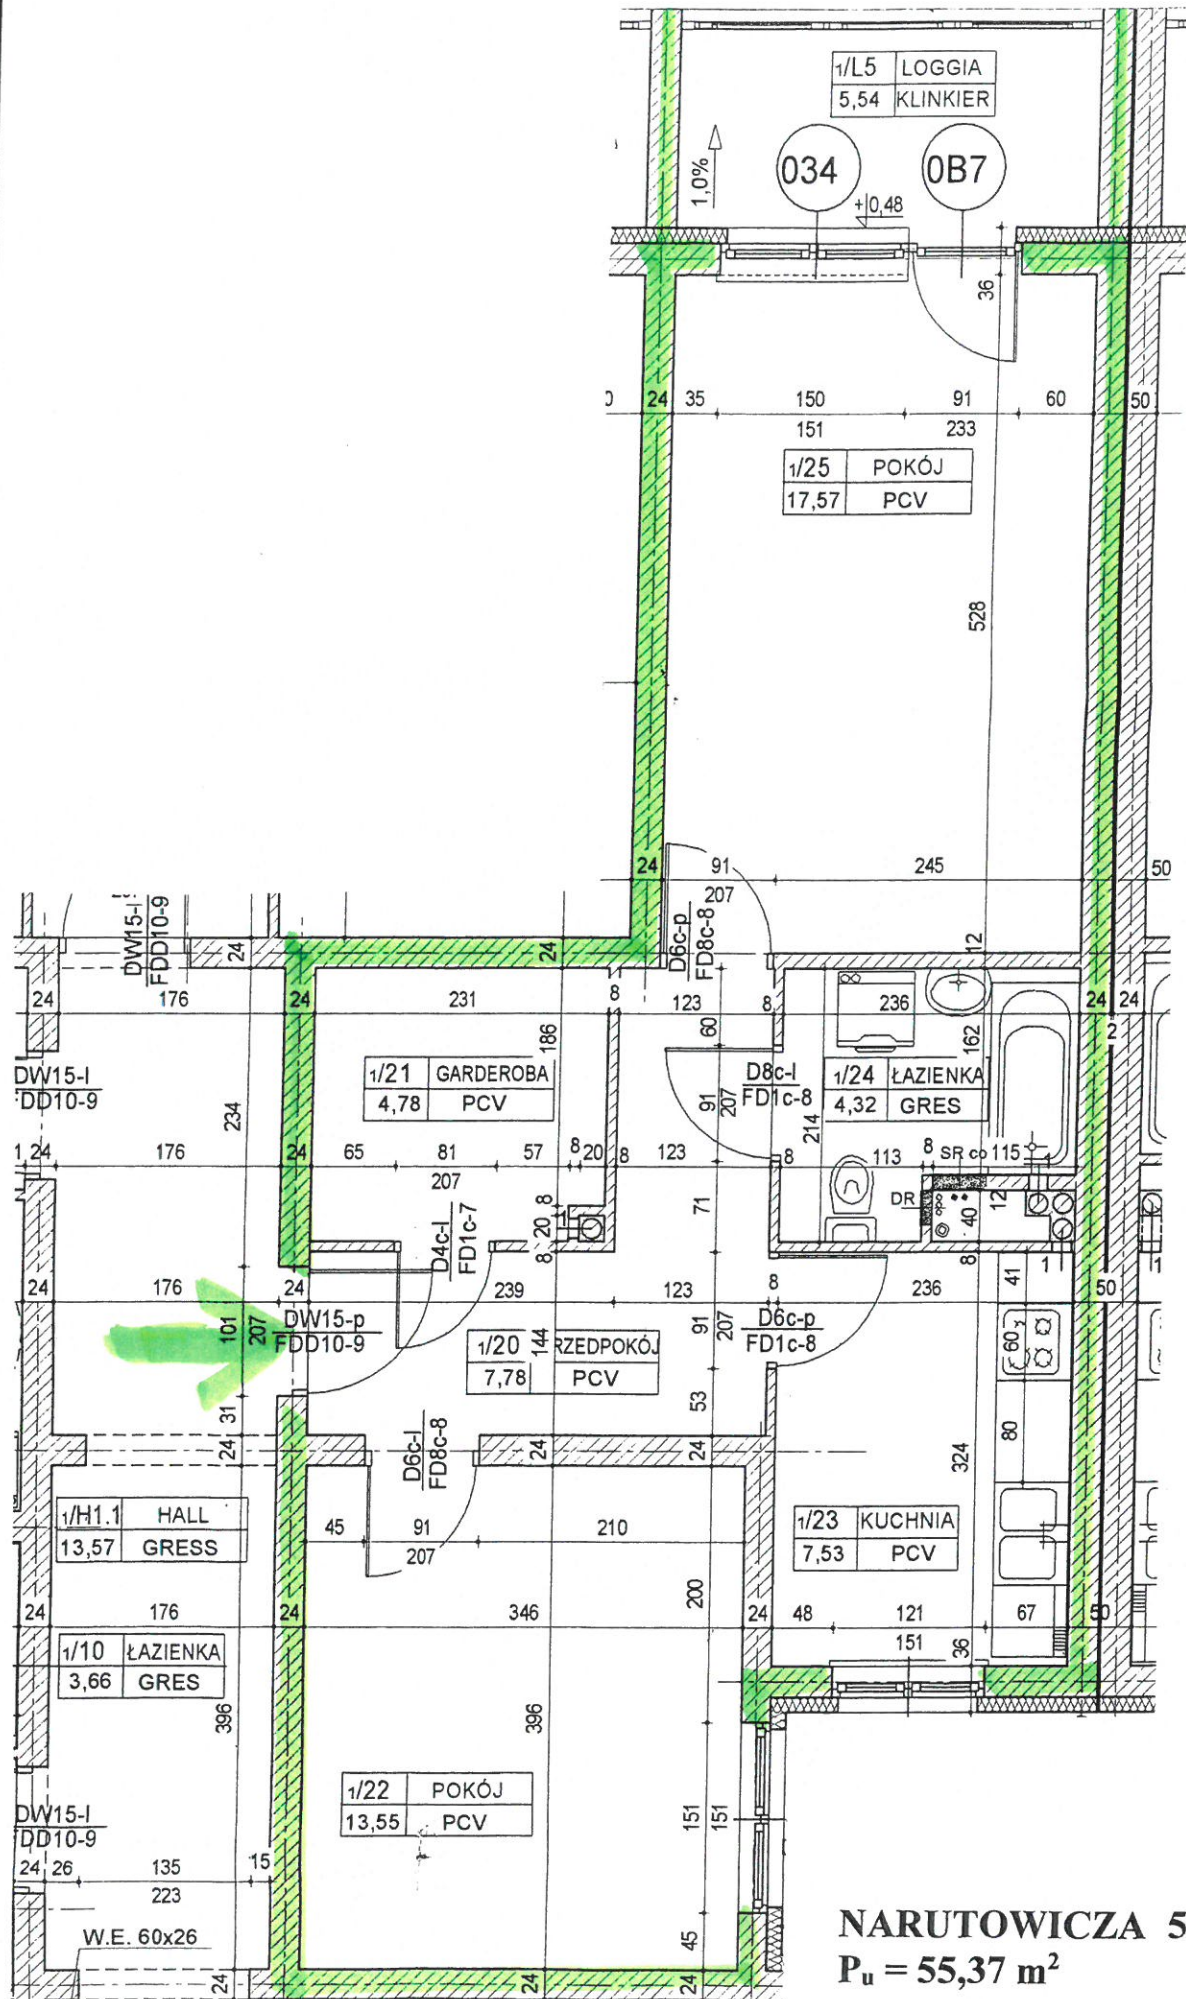 1/L5 LOGGIA
5,54 KLINKIER
1,0%
034
0B7
+0,48
36
24 35 150 91 60 50
151 233
1/25 POKÓJ
17,57 PCV
528
24 91 245 50
207
DW15-l
FDD10-9
24
24
D6c-p
FD8c-8
12
24 176 24 231 8 123 8 236 24 24
2
186
60
162
DW15-l
DD10-9
234
1/21 GARDEROBA
4,78 PCV
D8c-l
FD1c-8
91
207
1/24 ŁAZIENKA
4,32 GRES
214
1 24 176 24 65 81 57 8 20 8 123 8 113 8 SR co 115
207
D4c-l
FD1c-7
8
20
8
71
DR
40
12
8
1
1
24 176 24 239 123 8 236 50
41
101
207
DW15-p
FDD10-9
144
1/20 RZEDPOKÓJ
7,78 PCV
91
207
D6c-p
FD1c-8
60
31
24
53
80
D6c-l
FD8c-8
24
24
324
1/H1.1 HALL
13,57 GRESS
45 91 210
207
1/23 KUCHNIA
7,53 PCV
200
24 176 24 346 24 48 121 67 50
151
36
1/10 ŁAZIENKA
3,66 GRES
396
396
1/22 POKÓJ
13,55 PCV
151
151
DW15-l
DD10-9
24 26 135 15
223
W.E. 60x26
45
24
24
24
NARUTOWICZA 5
Pu = 55,37 m²